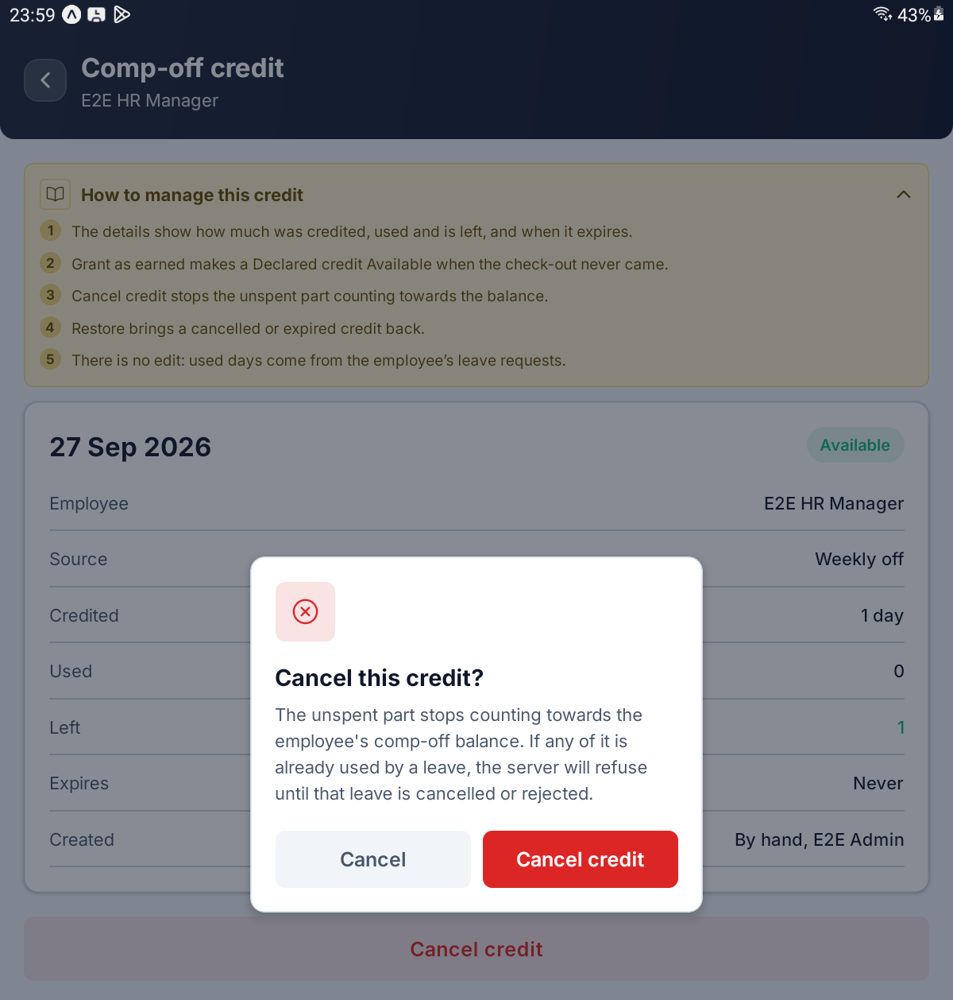 23:59
43%
Comp-off credit
E2E HR Manager
How to manage this credit
1 The details show how much was credited, used and is left, and when it expires.
2 Grant as earned makes a Declared credit Available when the check-out never came.
3 Cancel credit stops the unspent part counting towards the balance.
4 Restore brings a cancelled or expired credit back.
5 There is no edit: used days come from the employee’s leave requests.
27 Sep 2026 Available
Employee E2E HR Manager
Source Weekly off
Credited 1 day
Used 0
Left 1
Expires Never
Created By hand, E2E Admin
Cancel this credit?
The unspent part stops counting towards the
employee's comp-off balance. If any of it is
already used by a leave, the server will refuse
until that leave is cancelled or rejected.
Cancel Cancel credit
Cancel credit